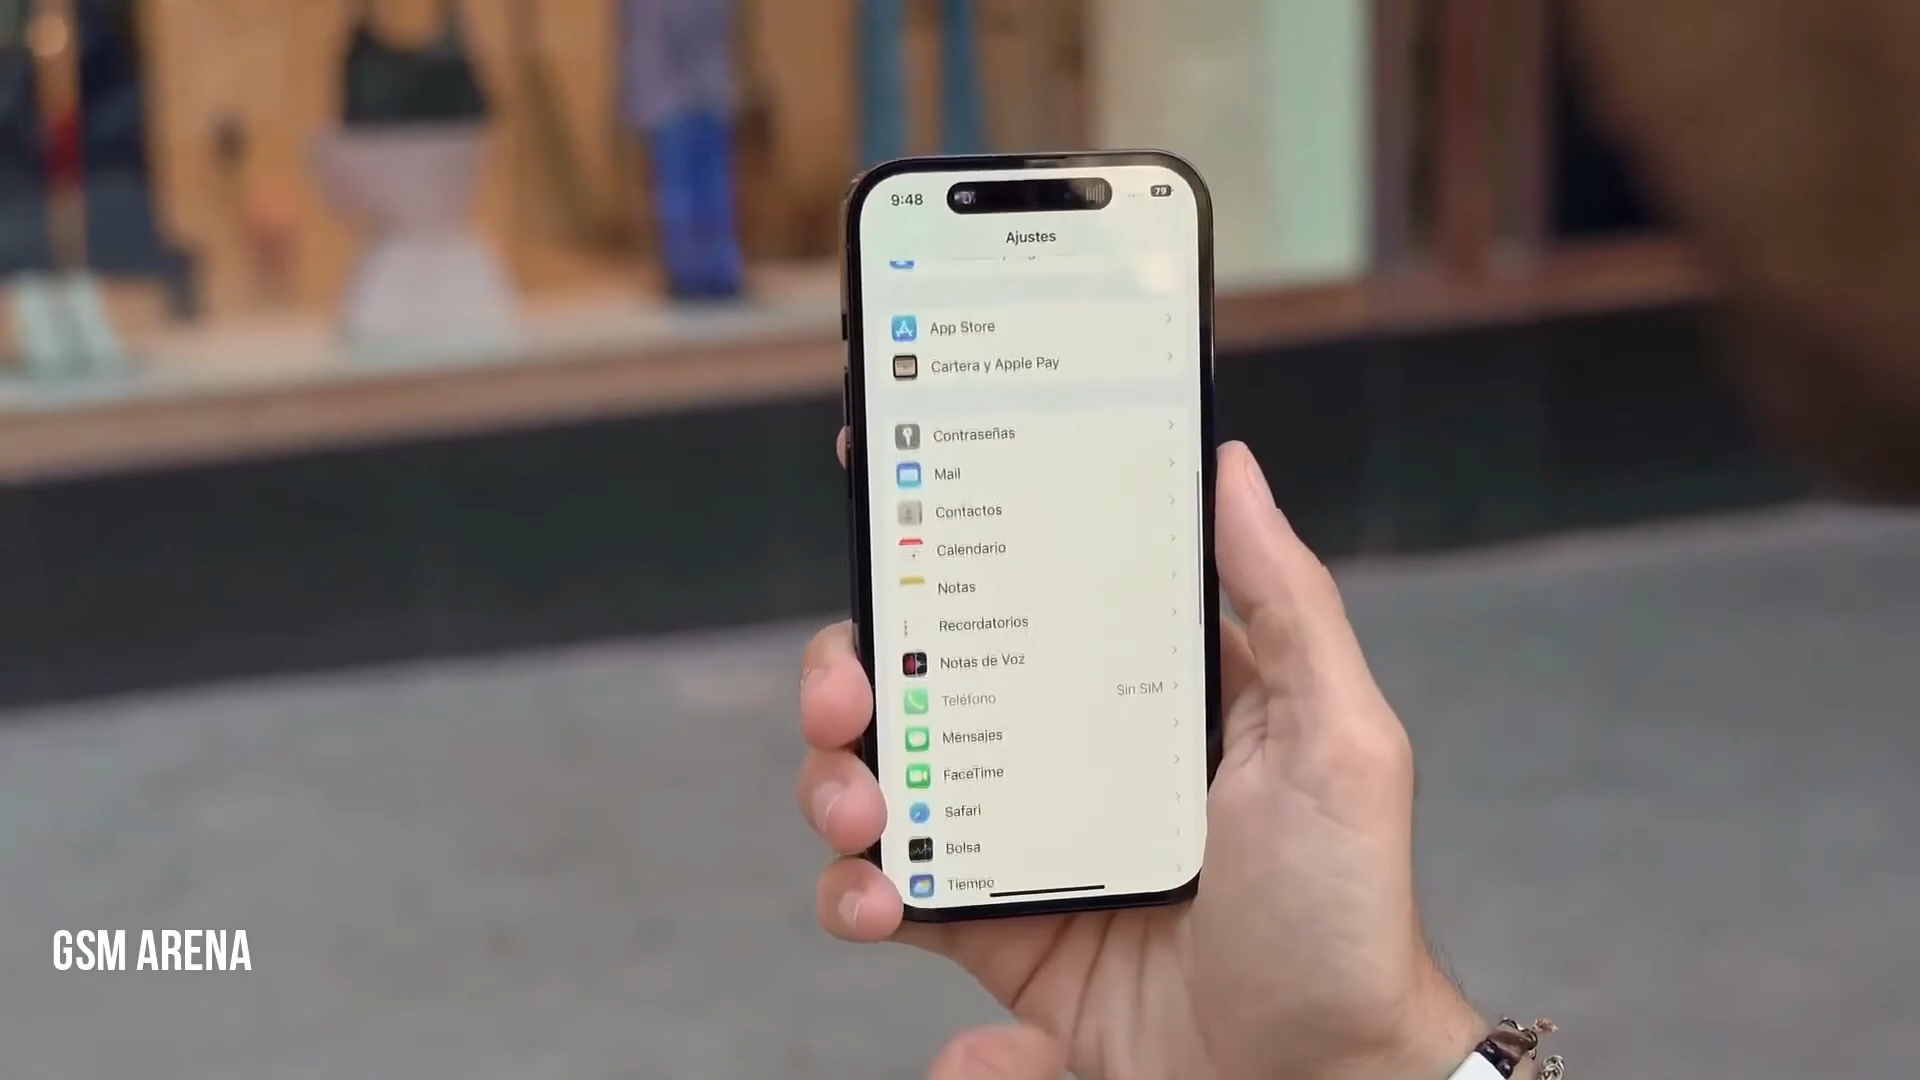 9:48
79
Ajustes
App Store
Cartera y Apple Pay
Contraseñas
Mail
Contactos
Calendario
Notas
Recordatorios
Notas de Voz
Teléfono Sin SIM
Mensajes
FaceTime
Safari
Bolsa
Tiempo
GSM ARENA